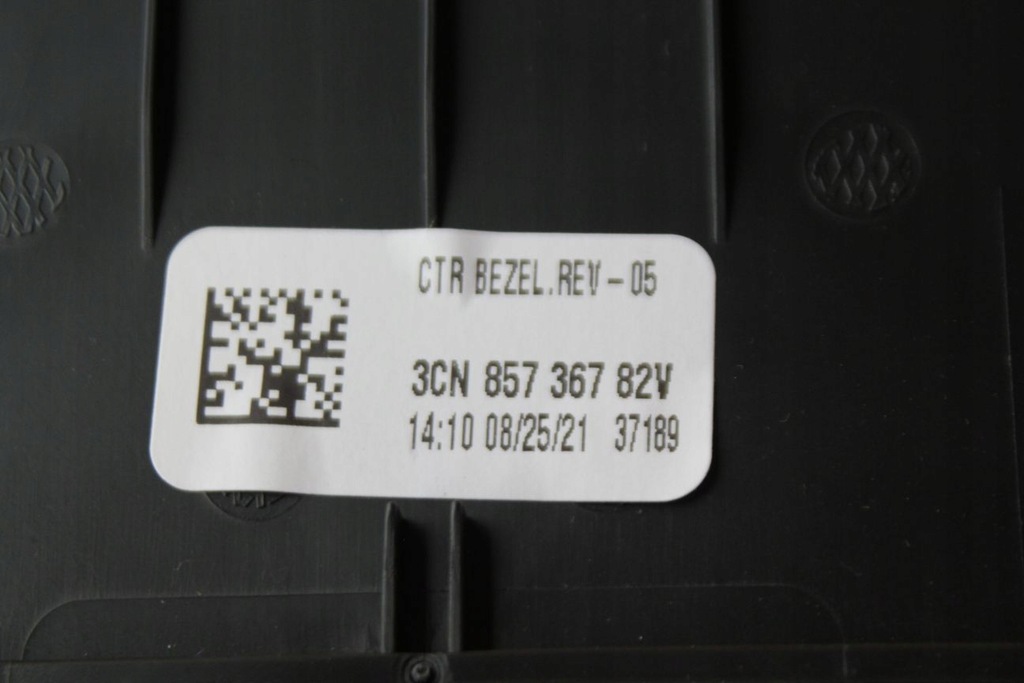 CTR BEZEL.REV-05
3CN 857 367 82V
14:10 08/25/21 37189